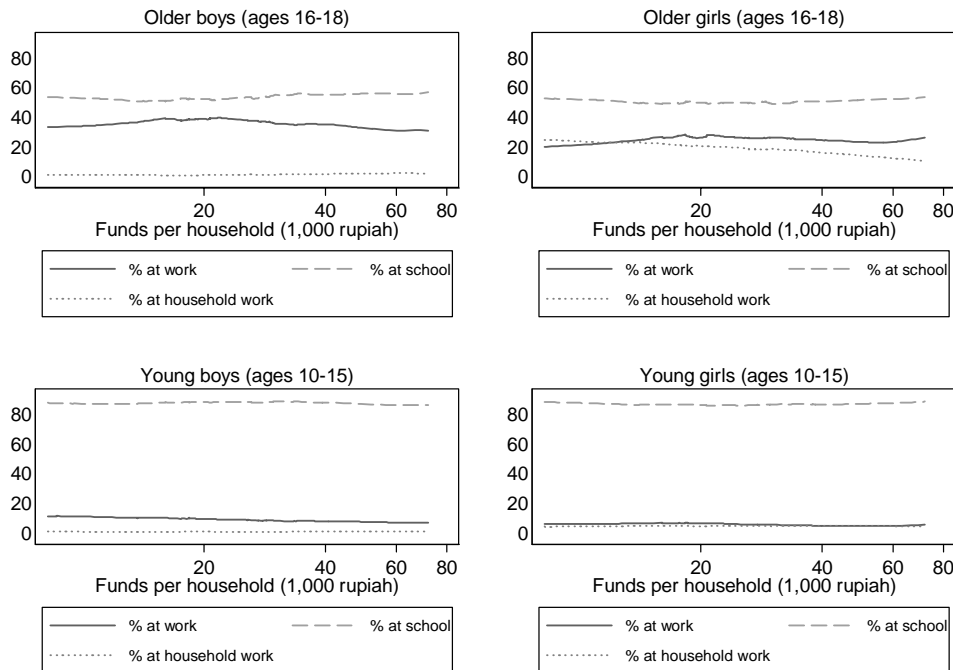 Older boys (ages 16-18)
80
60
40
20
0
20 40 60 80
Funds per household (1,000 rupiah)
% at work % at school
% at household work
Older girls (ages 16-18)
80
60
40
20
0
20 40 60 80
Funds per household (1,000 rupiah)
% at work % at school
% at household work
Young boys (ages 10-15)
80
60
40
20
0
20 40 60 80
Funds per household (1,000 rupiah)
% at work % at school
% at household work
Young girls (ages 10-15)
80
60
40
20
0
20 40 60 80
Funds per household (1,000 rupiah)
% at work % at school
% at household work